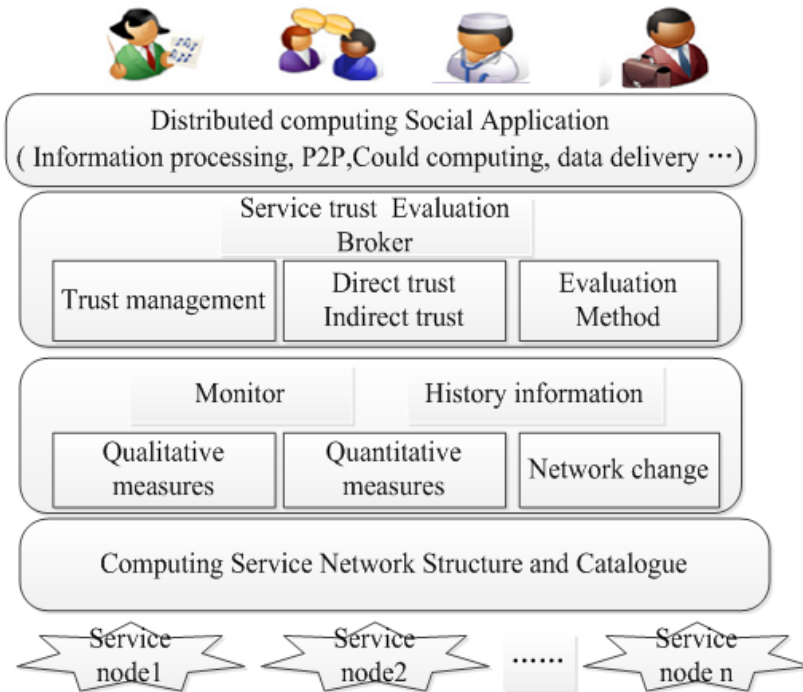 Distributed computing Social Application
( Information processing, P2P,Could computing, data delivery ⋯)
Service trust Evaluation
Broker
Trust management
Direct trust
Indirect trust
Evaluation
Method
Monitor
History information
Qualitative
measures
Quantitative
measures
Network change
Computing Service Network Structure and Catalogue
Service
node1
Service
node2
⋯⋯
Service
node n